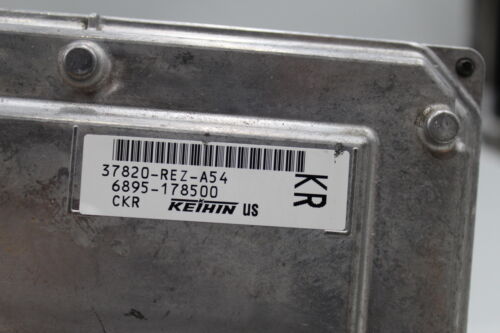 37820-REZ-A54
6895-178500
CKR KEIHIN US
KR